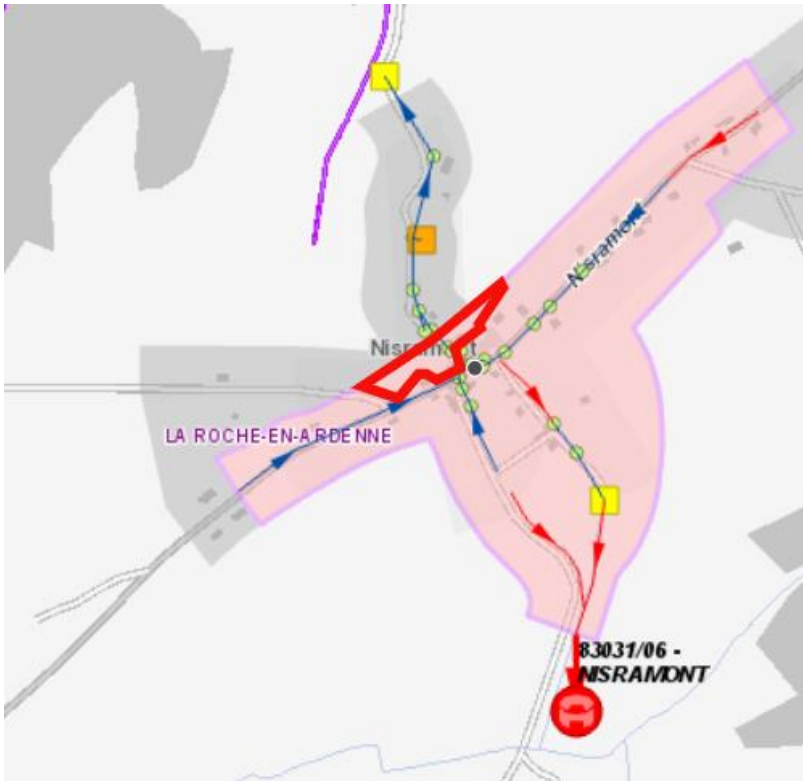 Nisramont
Nisramont
LA ROCHE-EN-ARDENNE
83031/06 -
NISRAMONT